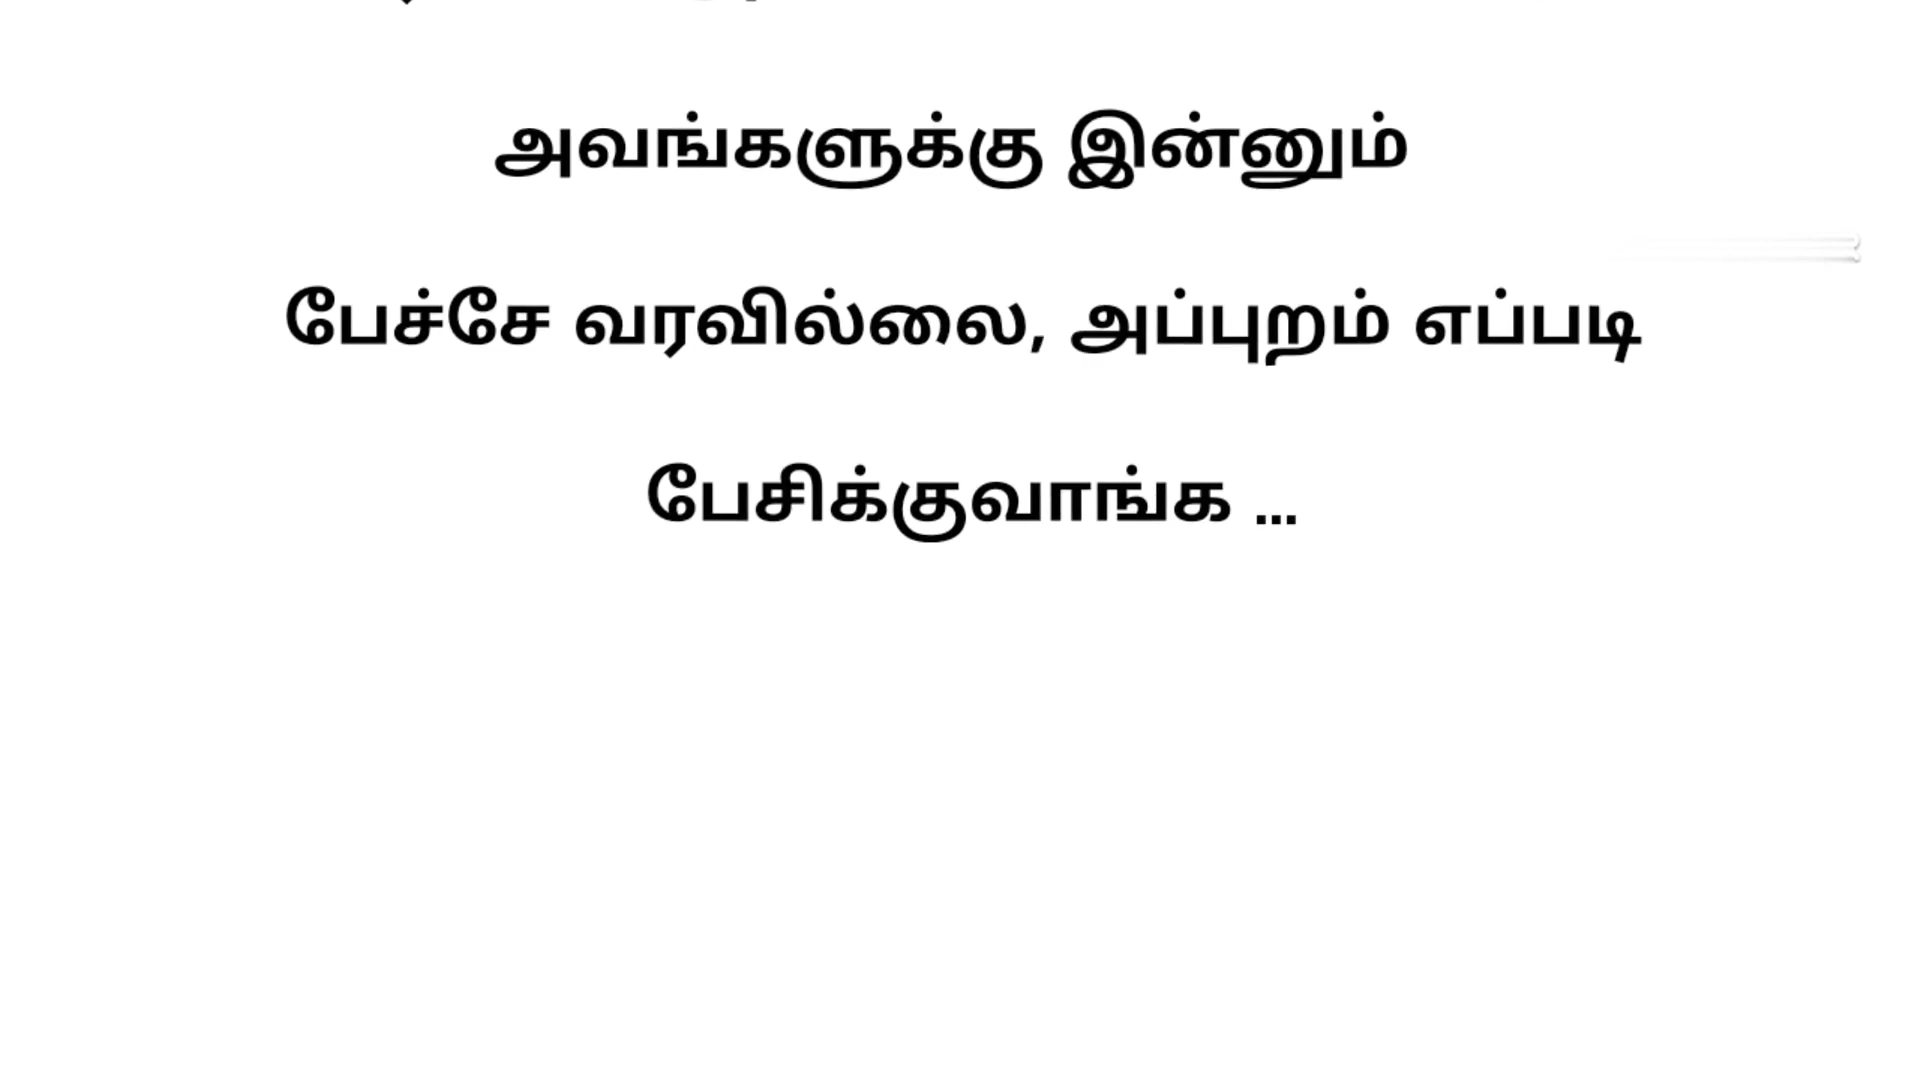 அவங்களுக்கு இன்னும்
பேச்சே வரவில்லை, அப்புறம் எப்படி
பேசிக்குவாங்க ...